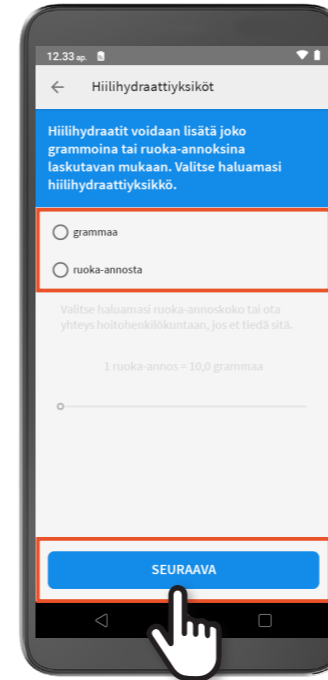 12.33 ap.
Hiilihydraattiyksiköt
Hiilihydraatit voidaan lisätä joko
grammoina tai ruoka-annoksina
laskutavan mukaan. Valitse haluamasi
hiilihydraattiyksikkö.
grammaa
ruoka-annosta
Valitse haluamasi ruoka-annoskoko tai ota
yhteys hoitohenkilökuntaan, jos et tiedä sitä.
1 ruoka-annos = 10,0 grammaa
SEURAAVA